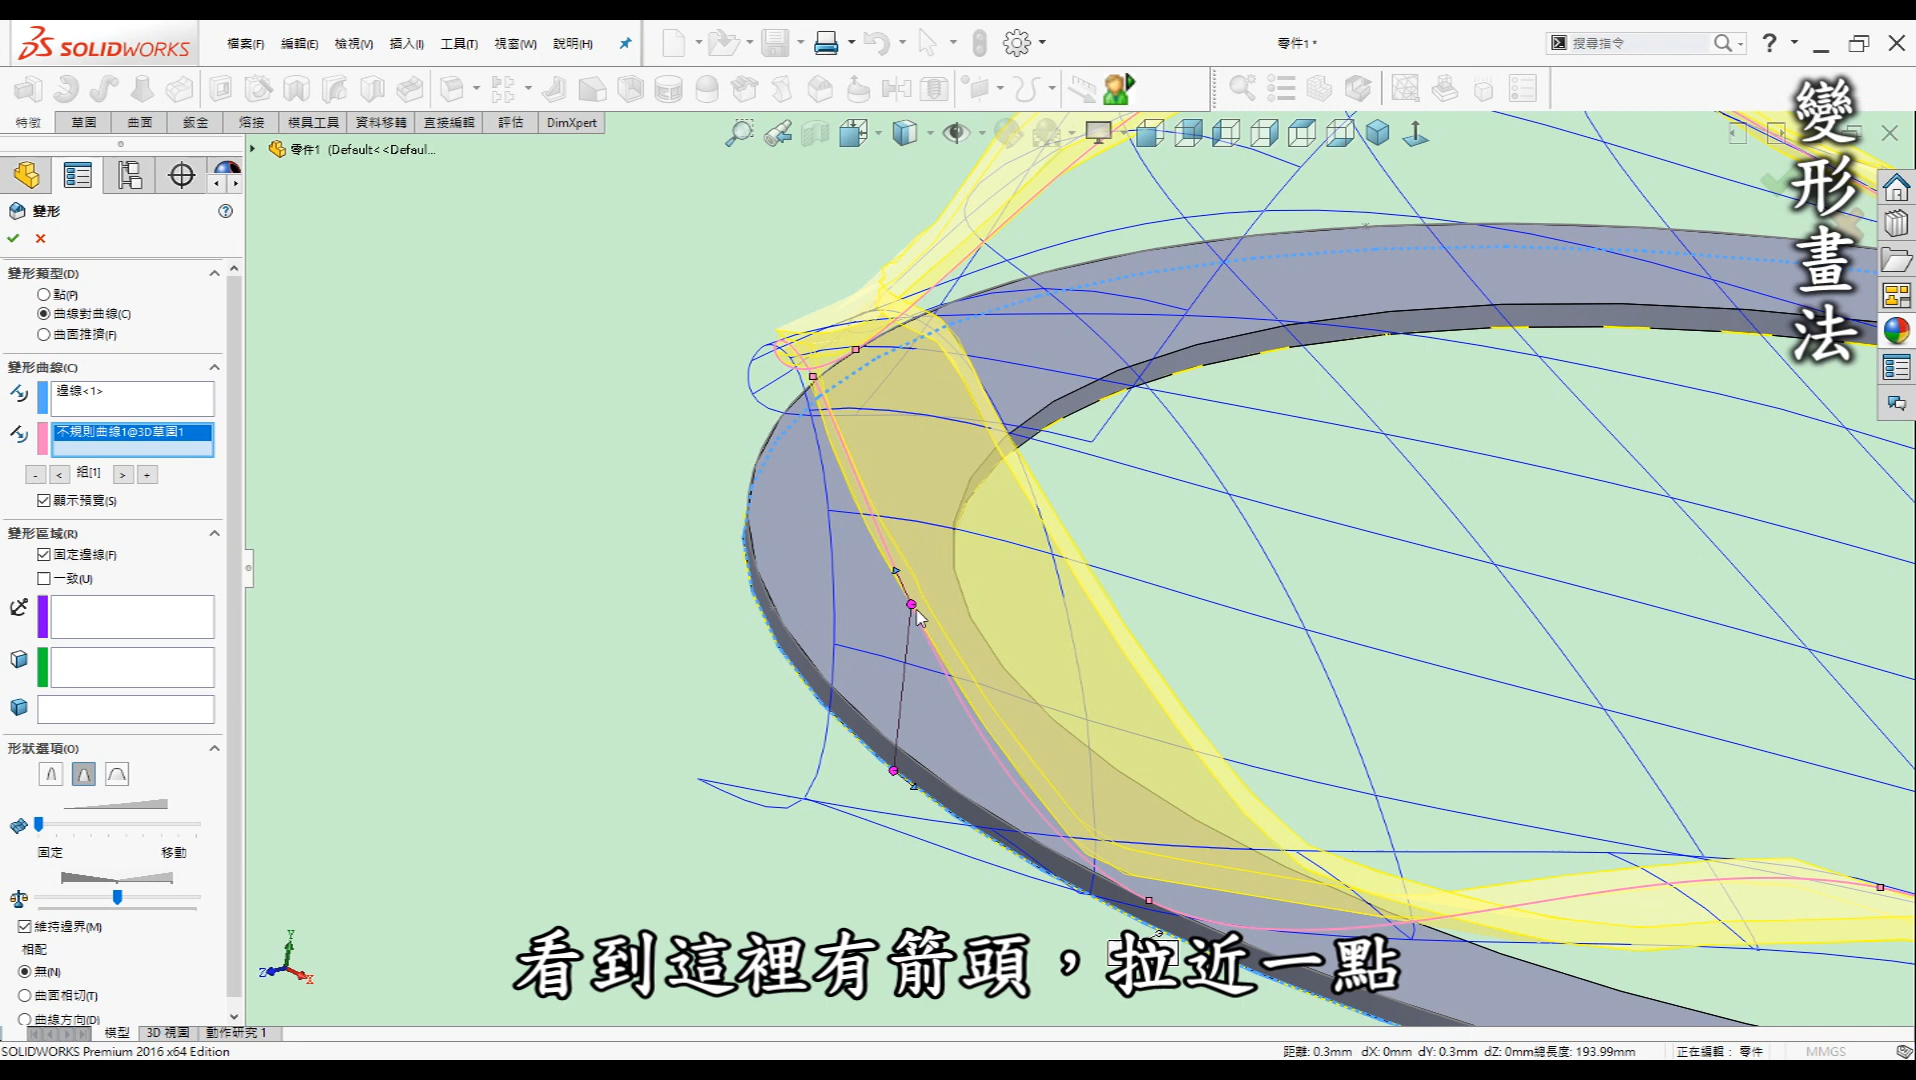 SOLIDWORKS
檔案(F) 編輯(E) 檢視(V) 插入(I) 工具(T) 視窗(W) 說明(H)
零件1 *
搜尋指令
特徵 草圖 曲面 鈑金 熔接 模具工具 資料移轉 直接編輯 評估 DimXpert
零件1 (Default<<Defaul...
變形
變形類型(D)
點(P)
曲線對曲線(C)
曲面推擠(F)
變形曲線(C)
邊線<1>
不規則曲線1@3D草圖1
- < 組[1] > +
顯示預覽(S)
變形區域(R)
固定邊線(F)
一致(U)
形狀選項(O)
固定 移動
維持邊界(M)
相配
無(N)
曲面相切(T)
曲線方向(D)
模型 3D 視圖 動作研究 1
SOLIDWORKS Premium 2016 x64 Edition
距離: 0.3mm dX: 0mm dY: 0.3mm dZ: 0mm總長度: 193.99mm
正在編輯： 零件
MMGS
變形畫法
看到這裡有箭頭，拉近一點
Y
Z
X